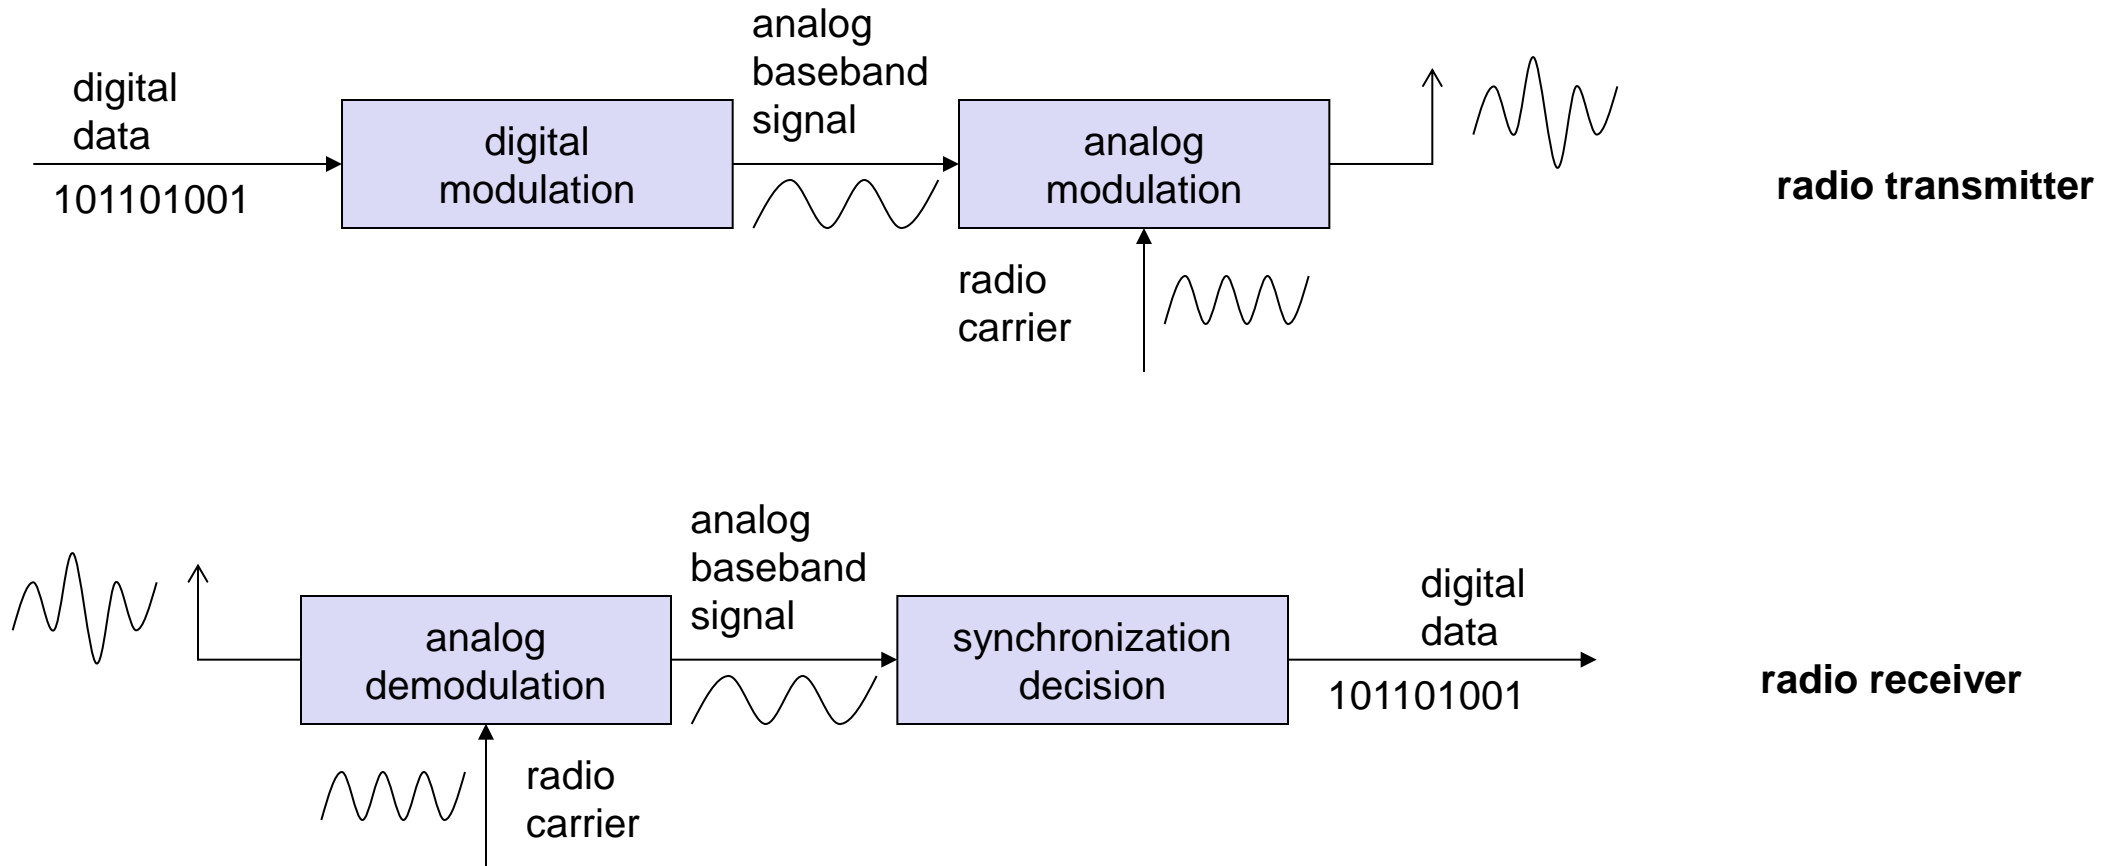 digital
data
101101001
digital
modulation
analog
baseband
signal
analog
modulation
radio
carrier
radio transmitter
analog
demodulation
radio
carrier
analog
baseband
signal
synchronization
decision
digital
data
101101001
radio receiver